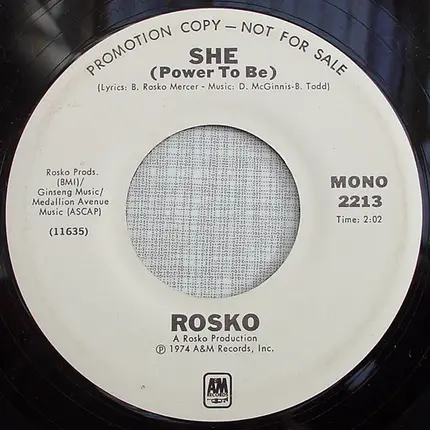 PROMOTION COPY — NOT FOR SALE
SHE
(Power To Be)
(Lyrics: B. Rosko Mercer - Music: D. McGinnis-B. Todd)
Rosko Prods.
(BMI)/
Ginseng Music/
Medallion Avenue
Music (ASCAP)
(11635)
MONO
2213
Time: 2:02
ROSKO
A Rosko Production
℗ 1974 A&M Records, Inc.
A&M
RECORDS